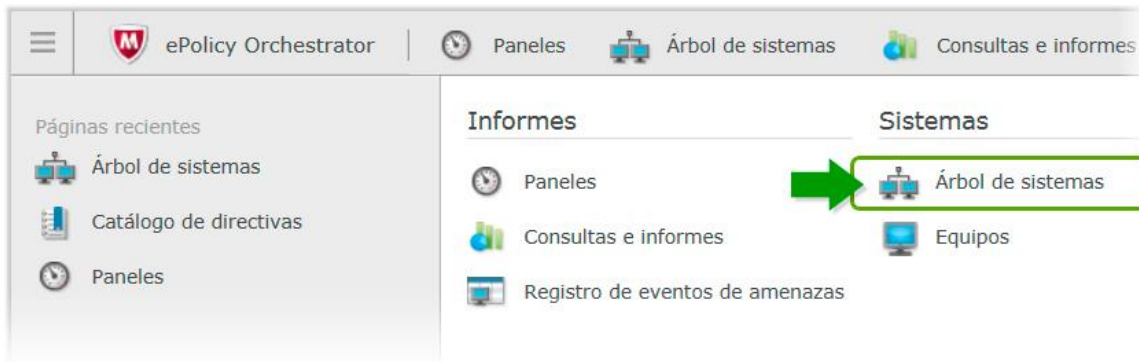 ePolicy Orchestrator Paneles Árbol de sistemas Consultas e informes
Páginas recientes
Árbol de sistemas
Catálogo de directivas
Paneles
Informes
Paneles
Consultas e informes
Registro de eventos de amenazas
Sistemas
Árbol de sistemas
Equipos